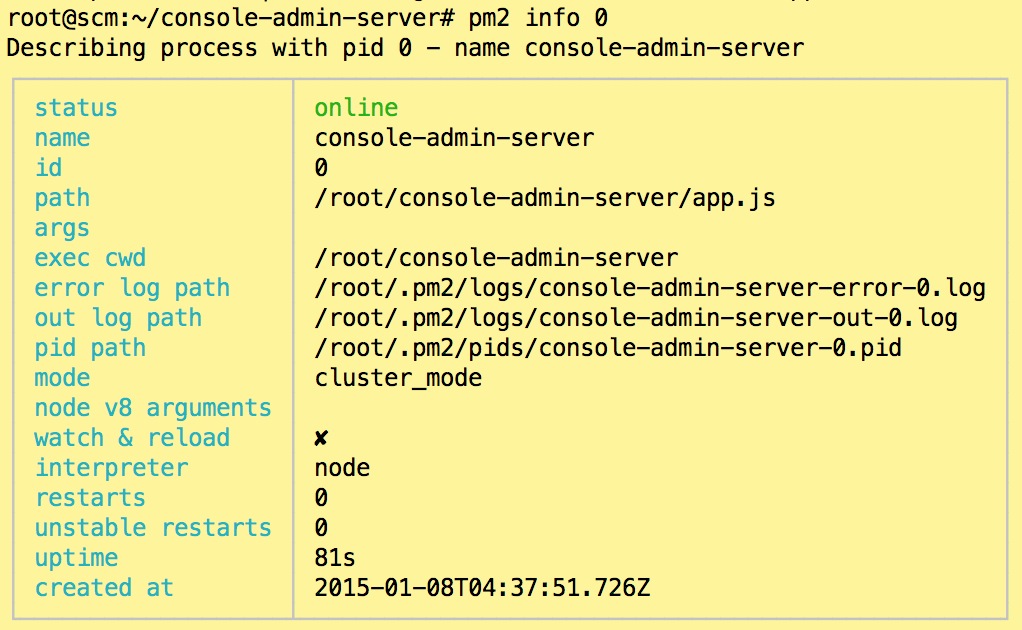 root@scm:~/console-admin-server# pm2 info 0
Describing process with pid 0 - name console-admin-server
status online
name console-admin-server
id 0
path /root/console-admin-server/app.js
args
exec cwd /root/console-admin-server
error log path /root/.pm2/logs/console-admin-server-error-0.log
out log path /root/.pm2/logs/console-admin-server-out-0.log
pid path /root/.pm2/pids/console-admin-server-0.pid
mode cluster_mode
node v8 arguments
watch & reload ✘
interpreter node
restarts 0
unstable restarts 0
uptime 81s
created at 2015-01-08T04:37:51.726Z